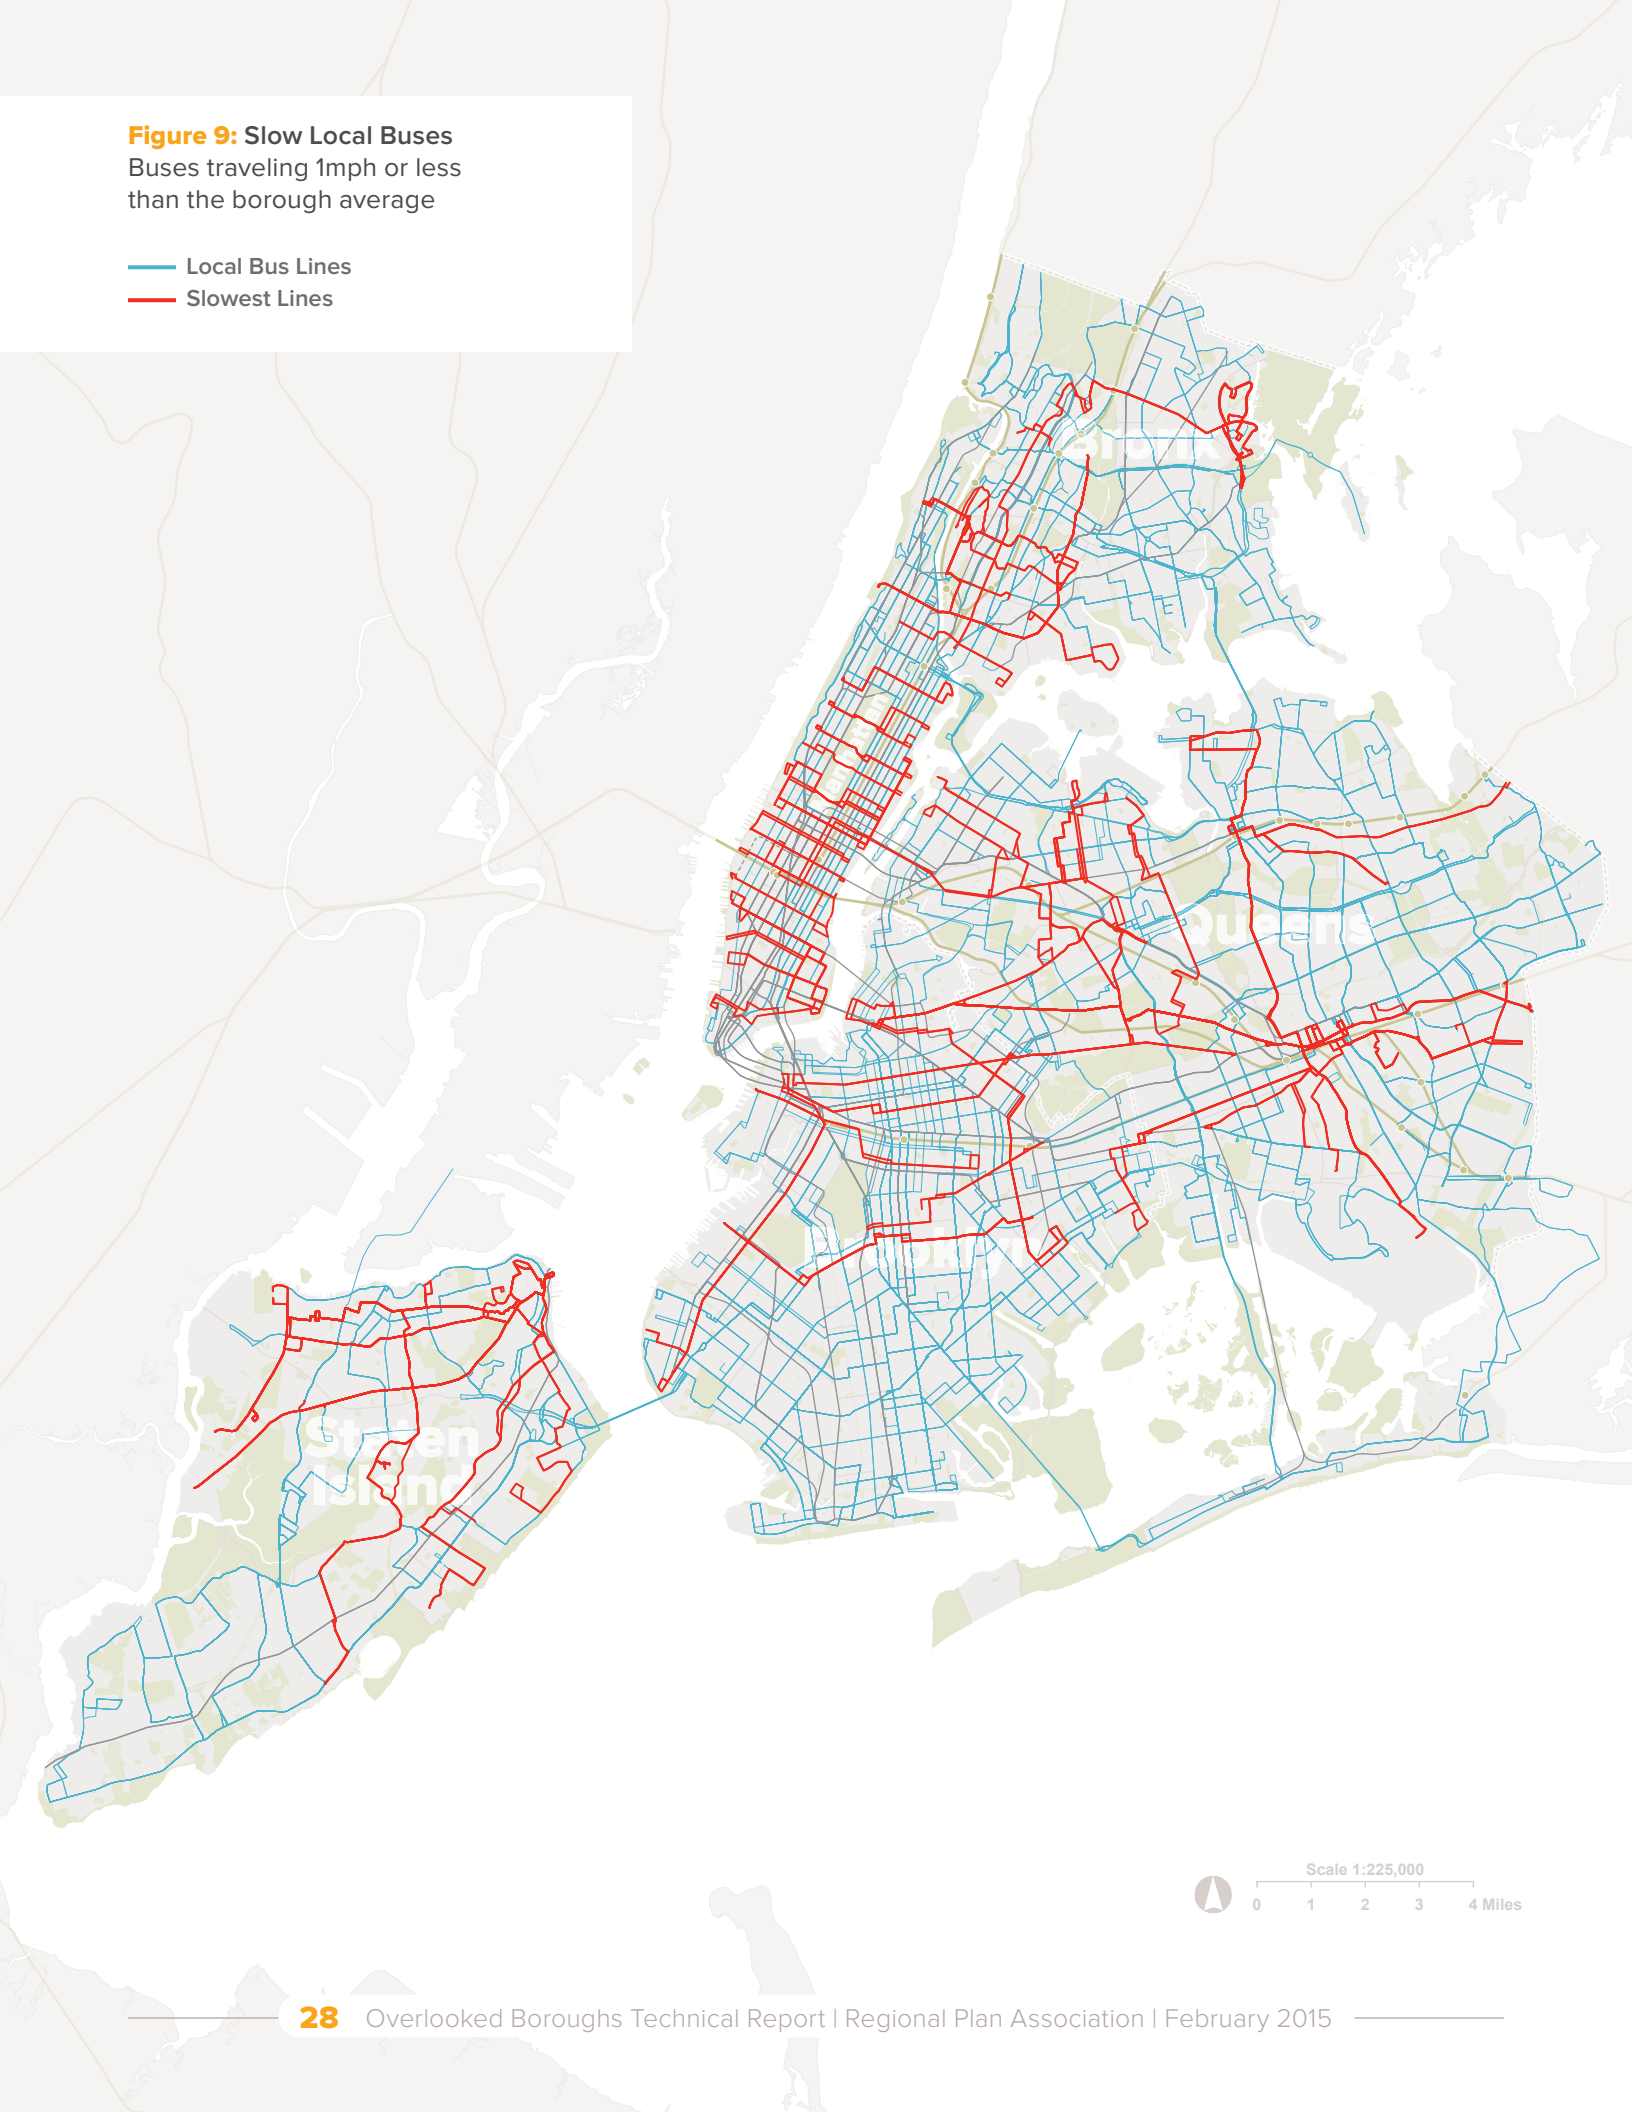 Figure 9: Slow Local Buses
Buses traveling 1mph or less
than the borough average
Local Bus Lines
Slowest Lines
Bronx
Manhattan
Queens
Brooklyn
Staten
Island
Scale 1:225,000
0 1 2 3 4 Miles
28 Overlooked Boroughs Technical Report | Regional Plan Association | February 2015